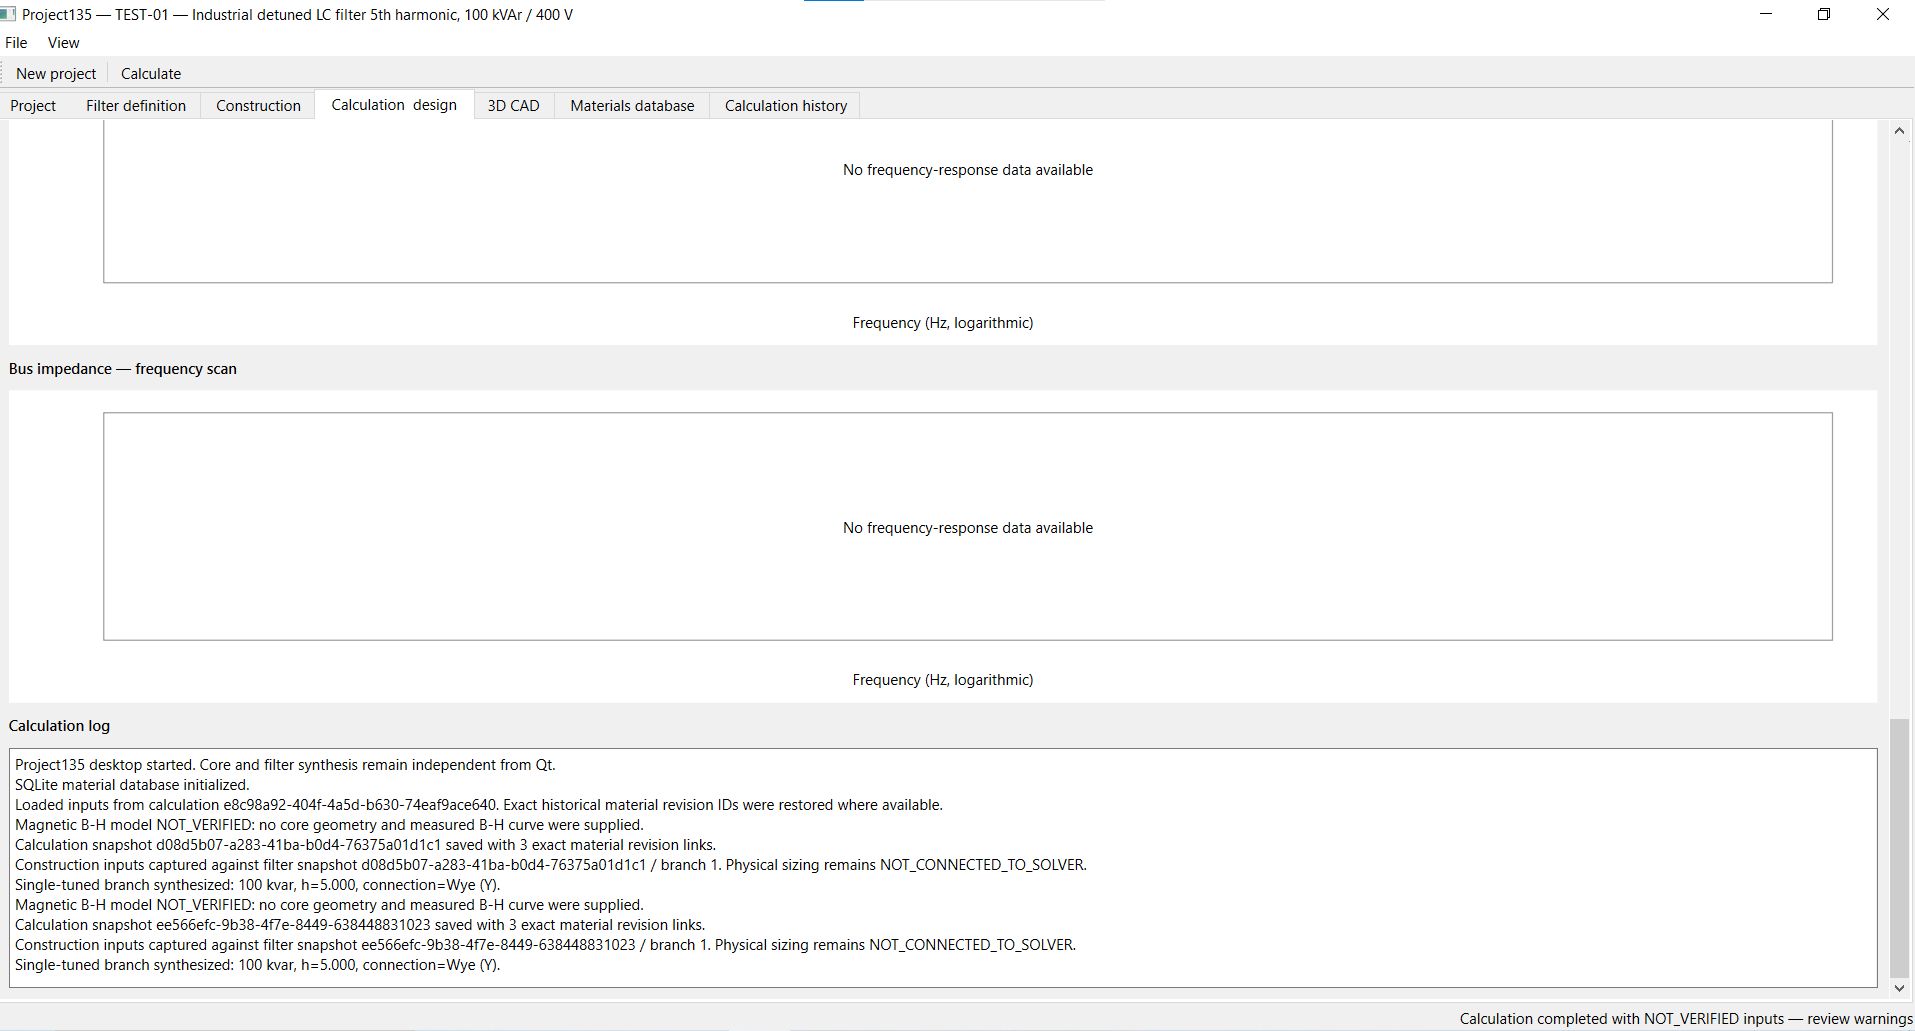 Project135 — TEST-01 — Industrial detuned LC filter 5th harmonic, 100 kVAr / 400 V
File View
New project Calculate
Project Filter definition Construction Calculation design 3D CAD Materials database Calculation history
No frequency-response data available
Frequency (Hz, logarithmic)
Bus impedance — frequency scan
No frequency-response data available
Frequency (Hz, logarithmic)
Calculation log
Project135 desktop started. Core and filter synthesis remain independent from Qt.
SQLite material database initialized.
Loaded inputs from calculation e8c98a92-404f-4a5d-b630-74eaf9ace640. Exact historical material revision IDs were restored where available.
Magnetic B-H model NOT_VERIFIED: no core geometry and measured B-H curve were supplied.
Calculation snapshot d08d5b07-a283-41ba-b0d4-76375a01d1c1 saved with 3 exact material revision links.
Construction inputs captured against filter snapshot d08d5b07-a283-41ba-b0d4-76375a01d1c1 / branch 1. Physical sizing remains NOT_CONNECTED_TO_SOLVER.
Single-tuned branch synthesized: 100 kvar, h=5.000, connection=Wye (Y).
Magnetic B-H model NOT_VERIFIED: no core geometry and measured B-H curve were supplied.
Calculation snapshot ee566efc-9b38-4f7e-8449-638448831023 saved with 3 exact material revision links.
Construction inputs captured against filter snapshot ee566efc-9b38-4f7e-8449-638448831023 / branch 1. Physical sizing remains NOT_CONNECTED_TO_SOLVER.
Single-tuned branch synthesized: 100 kvar, h=5.000, connection=Wye (Y).
Calculation completed with NOT_VERIFIED inputs — review warnings